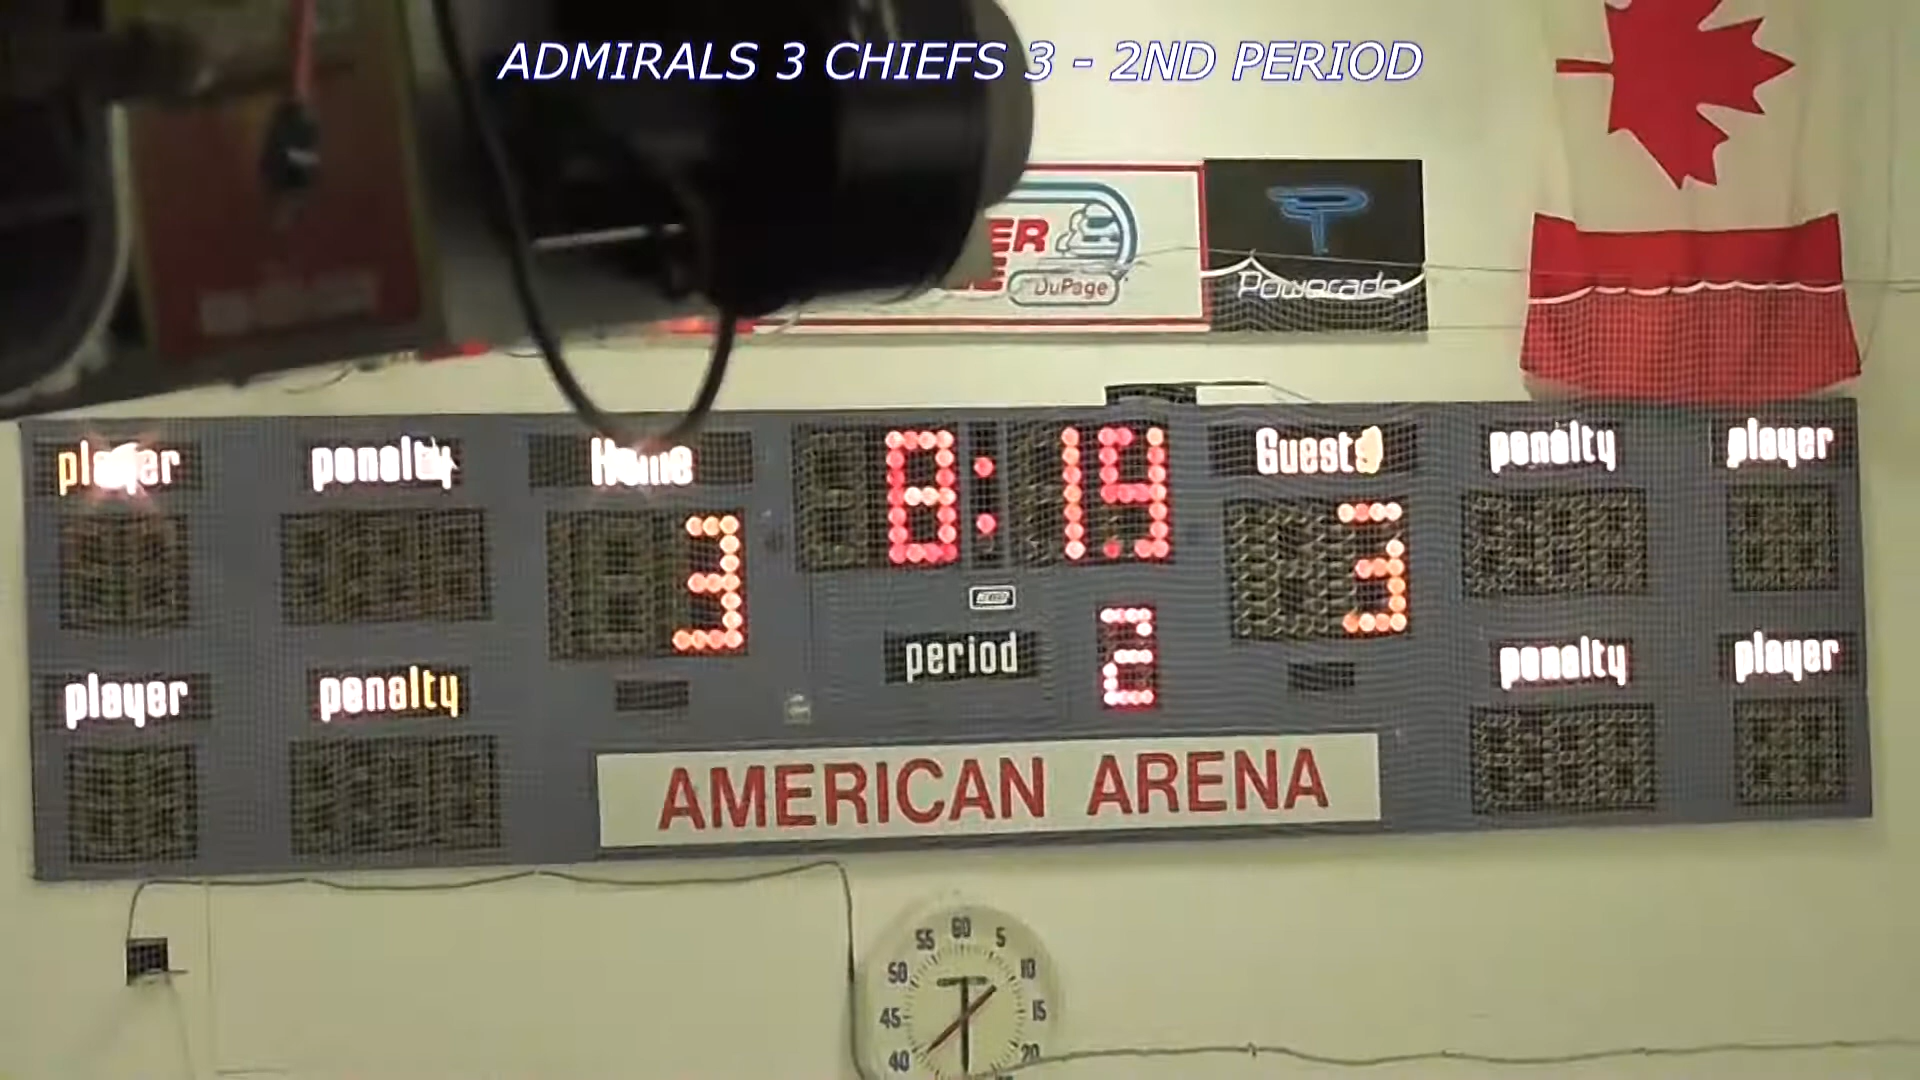 ADMIRALS 3 CHIEFS 3 - 2ND PERIOD
ER
DuPage
Powerade
player penalty Home 8:19 Guests penalty player
3 3
period 2
player penalty penalty player
AMERICAN ARENA
60
55 5
50 10
45 15
40 20